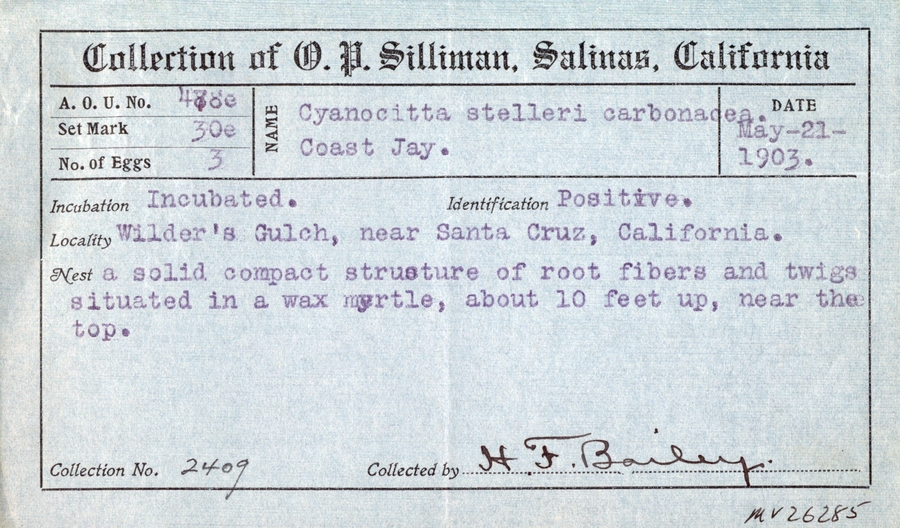 Collection of O. P. Silliman, Salinas, California
A. O. U. No.
Set Mark 30e
No. of Eggs 3
NAME
Cyanocitta stelleri carbonacea.
Coast Jay.
DATE
May-21-
1903.
Incubation Incubated. Identification Positive.
Locality Wilder's Gulch, near Santa Cruz, California.
Nest a solid compact structure of root fibers and twigs
situated in a wax myrtle, about 10 feet up, near the
top.
Collection No. 2409 Collected by H. F. Bailey.
MV26285